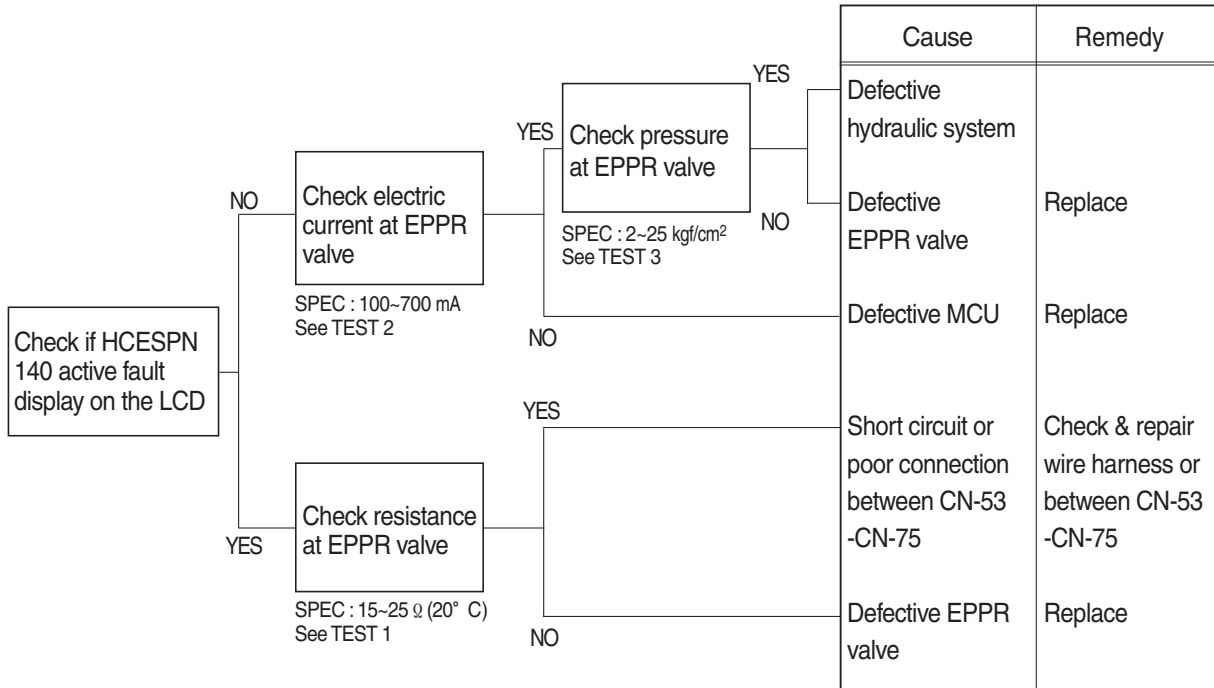 Cause
Remedy
YES
Defective
hydraulic system
YES
Check pressure
at EPPR valve
NO
Check electric
current at EPPR
valve
NO
Defective
EPPR valve
Replace
SPEC : 2~25 kgf/cm²
See TEST 3
SPEC : 100~700 mA
See TEST 2
Defective MCU
Replace
NO
Check if HCESPN
140 active fault
display on the LCD
YES
Short circuit or
poor connection
between CN-53
-CN-75
Check & repair
wire harness or
between CN-53
-CN-75
YES
Check resistance
at EPPR valve
SPEC : 15~25 Ω (20° C)
See TEST 1
NO
Defective EPPR
valve
Replace